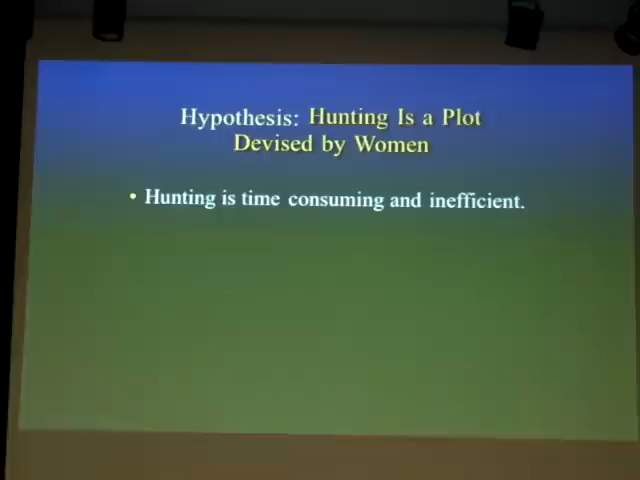 Hypothesis: Hunting Is a Plot
Devised by Women
• Hunting is time consuming and inefficient.